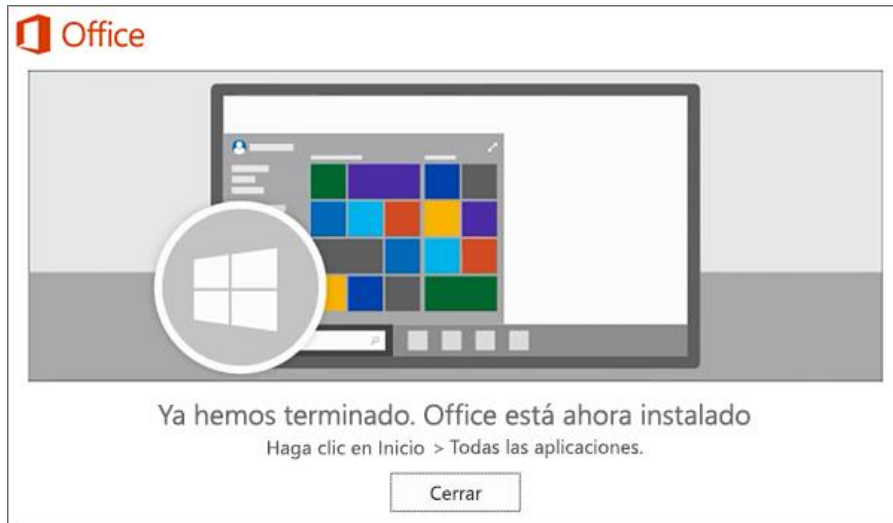 Office
Ya hemos terminado. Office está ahora instalado
Haga clic en Inicio > Todas las aplicaciones.
Cerrar